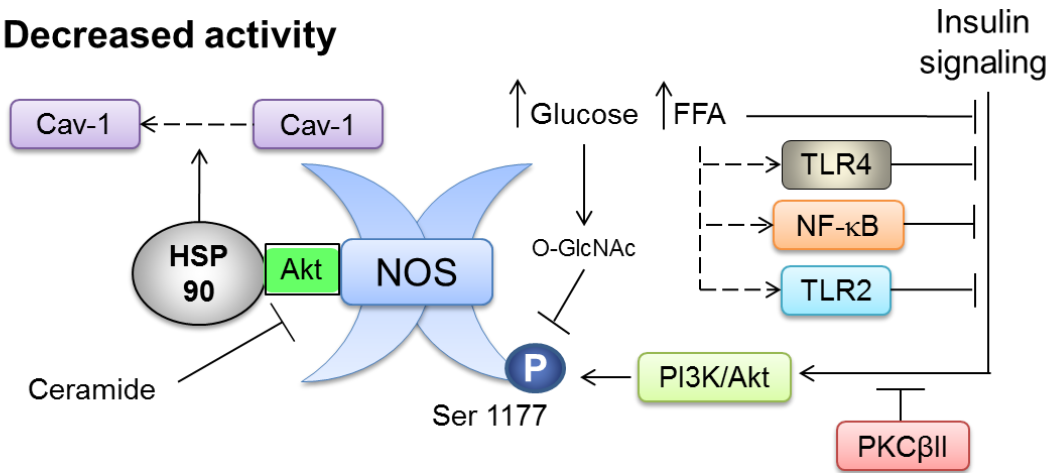 Decreased activity
Insulin
signaling
Cav-1
Cav-1
Glucose
FFA
TLR4
O-GlcNAc
NF-κB
HSP
90
Akt
NOS
TLR2
Ceramide
P
PI3K/Akt
Ser 1177
PKCβII